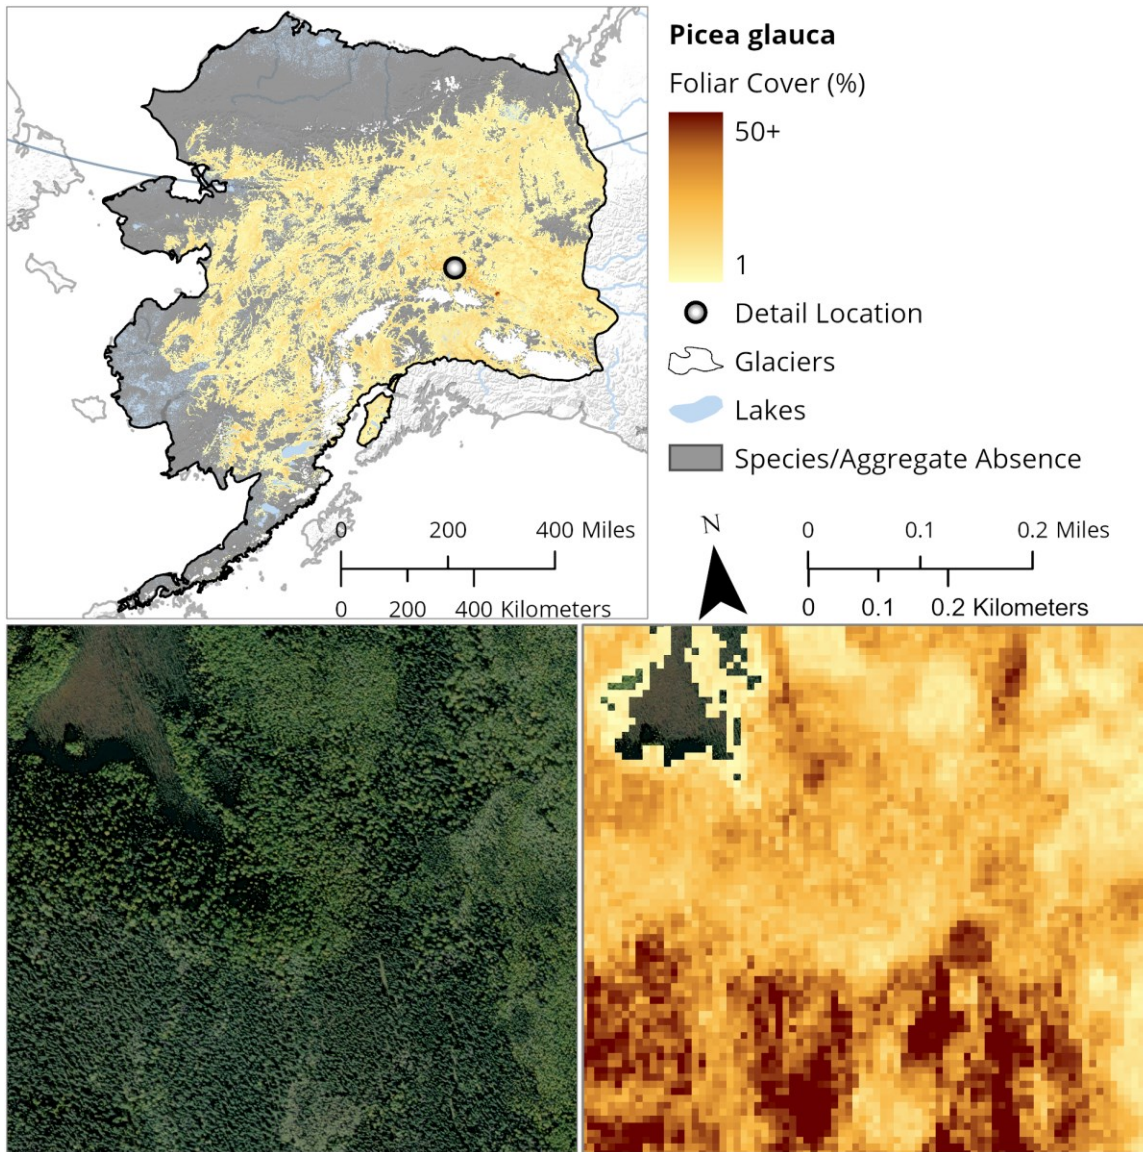 Picea glauca
Foliar Cover (%)
50+
1
Detail Location
Glaciers
Lakes
Species/Aggregate Absence
0 200 400 Miles
0 200 400 Kilometers
N
0 0.1 0.2 Miles
0 0.1 0.2 Kilometers